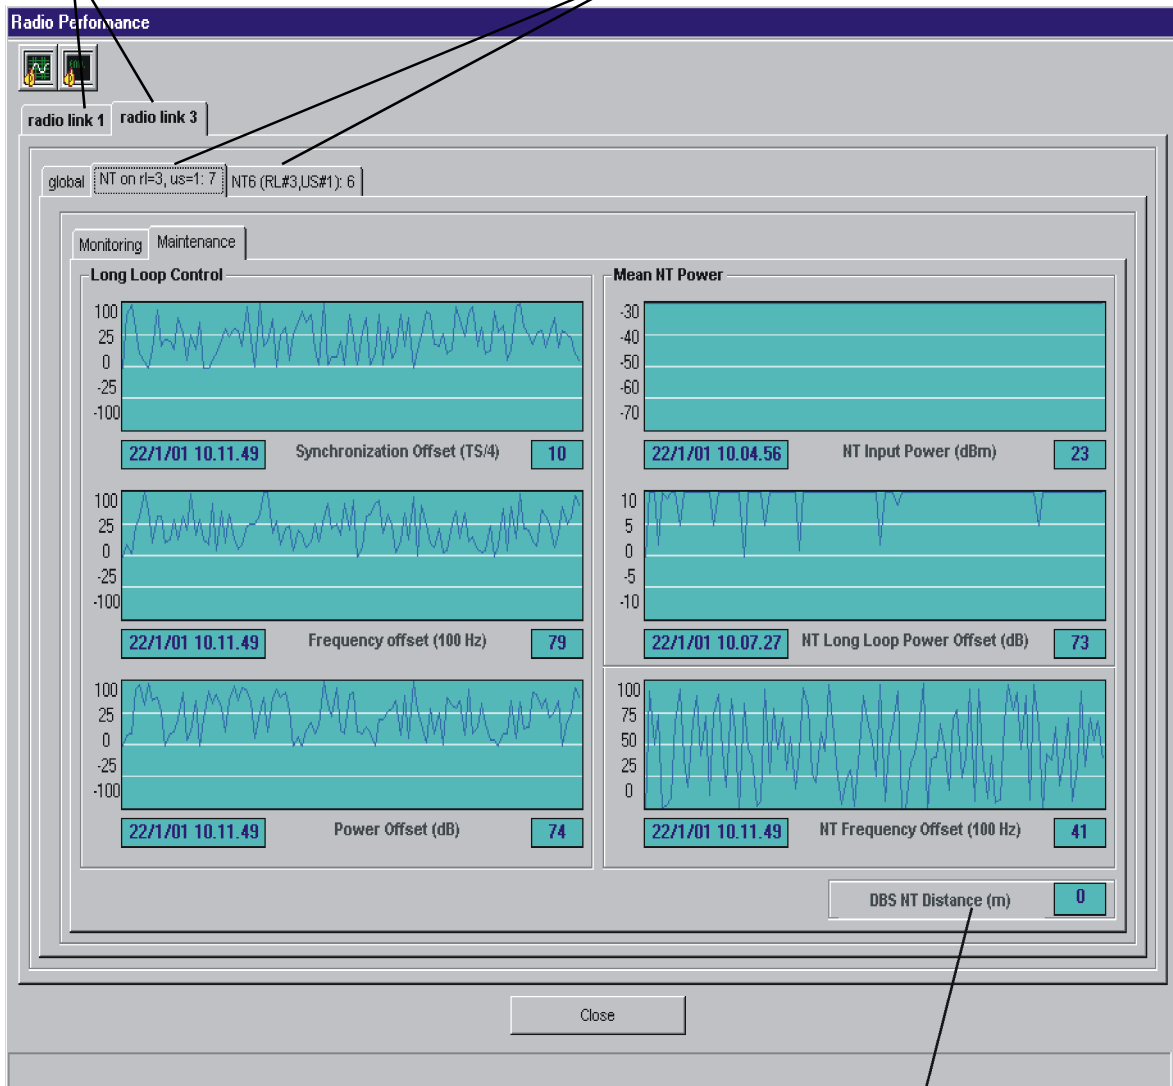 Radio Performance
radio link 1
radio link 3
global
NT on rl=3, us=1: 7
NT6 (RL#3,US#1): 6
Monitoring
Maintenance
Long Loop Control
100
25
0
-25
-100
22/1/01 10.11.49
Synchronization Offset (TS/4)
10
100
25
0
-25
-100
22/1/01 10.11.49
Frequency offset (100 Hz)
79
100
25
0
-25
-100
22/1/01 10.11.49
Power Offset (dB)
74
Mean NT Power
-30
-40
-50
-60
-70
22/1/01 10.04.56
NT Input Power (dBm)
23
10
5
0
-5
-10
22/1/01 10.07.27
NT Long Loop Power Offset (dB)
73
100
75
50
25
0
22/1/01 10.11.49
NT Frequency Offset (100 Hz)
41
DBS NT Distance (m)
0
Close